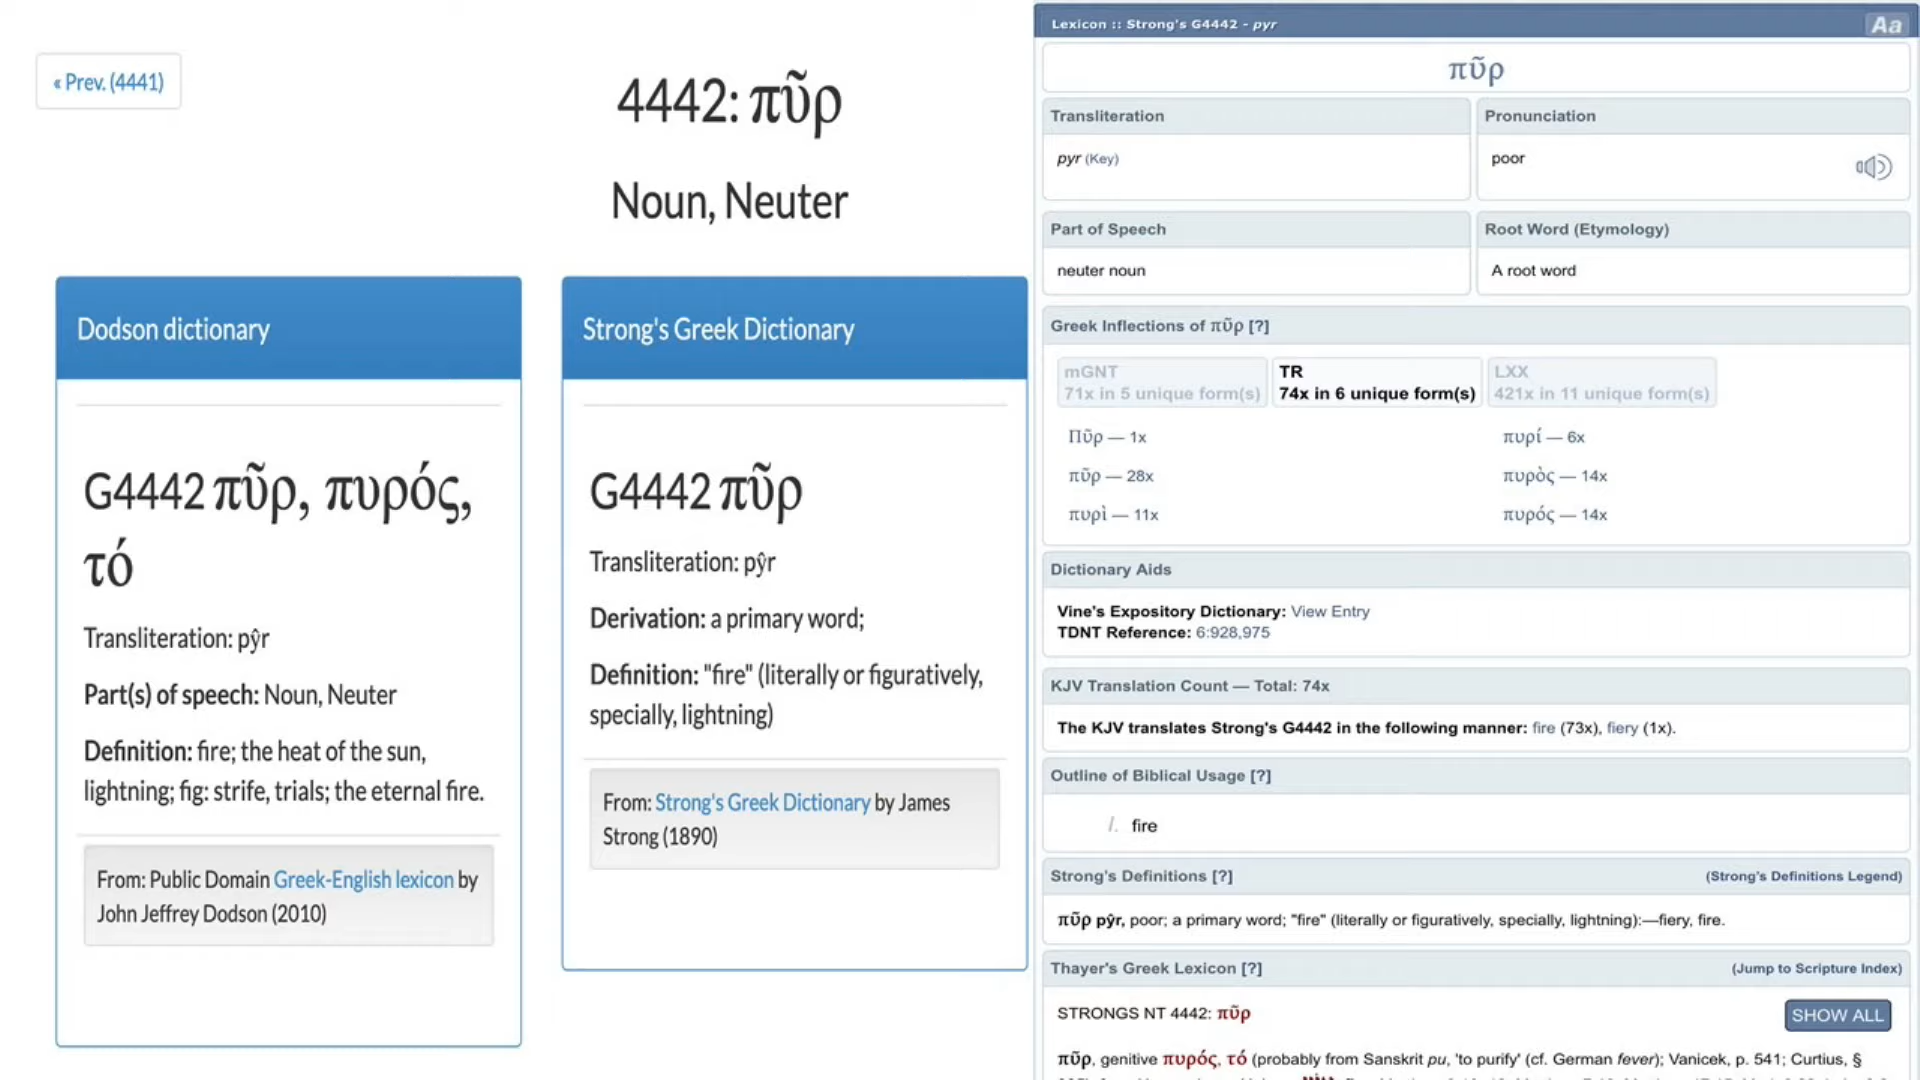 « Prev. (4441)
4442: πῦρ
Noun, Neuter
Dodson dictionary
G4442 πῦρ, πυρός,
τό
Transliteration: pŷr
Part(s) of speech: Noun, Neuter
Definition: fire; the heat of the sun,
lightning; fig: strife, trials; the eternal fire.
From: Public Domain Greek-English lexicon by
John Jeffrey Dodson (2010)
Strong's Greek Dictionary
G4442 πῦρ
Transliteration: pŷr
Derivation: a primary word;
Definition: "fire" (literally or figuratively,
specially, lightning)
From: Strong's Greek Dictionary by James
Strong (1890)
Lexicon :: Strong's G4442 - pyr
Aa
πῦρ
Transliteration
pyr (Key)
Pronunciation
poor
Part of Speech
neuter noun
Root Word (Etymology)
A root word
Greek Inflections of πῦρ [?]
mGNT
71x in 5 unique form(s)
TR
74x in 6 unique form(s)
LXX
421x in 11 unique form(s)
Πῦρ — 1x
πῦρ — 28x
πυρὶ — 11x
πυρί — 6x
πυρὸς — 14x
πυρός — 14x
Dictionary Aids
Vine's Expository Dictionary: View Entry
TDNT Reference: 6:928,975
KJV Translation Count — Total: 74x
The KJV translates Strong's G4442 in the following manner: fire (73x), fiery (1x).
Outline of Biblical Usage [?]
I. fire
Strong's Definitions [?]
(Strong's Definitions Legend)
πῦρ pŷr, poor; a primary word; "fire" (literally or figuratively, specially, lightning):—fiery, fire.
Thayer's Greek Lexicon [?]
(Jump to Scripture Index)
STRONGS NT 4442: πῦρ
SHOW ALL
πῦρ, genitive πυρός, τό (probably from Sanskrit pu, 'to purify' (cf. German fever); Vanicek, p. 541; Curtius, §